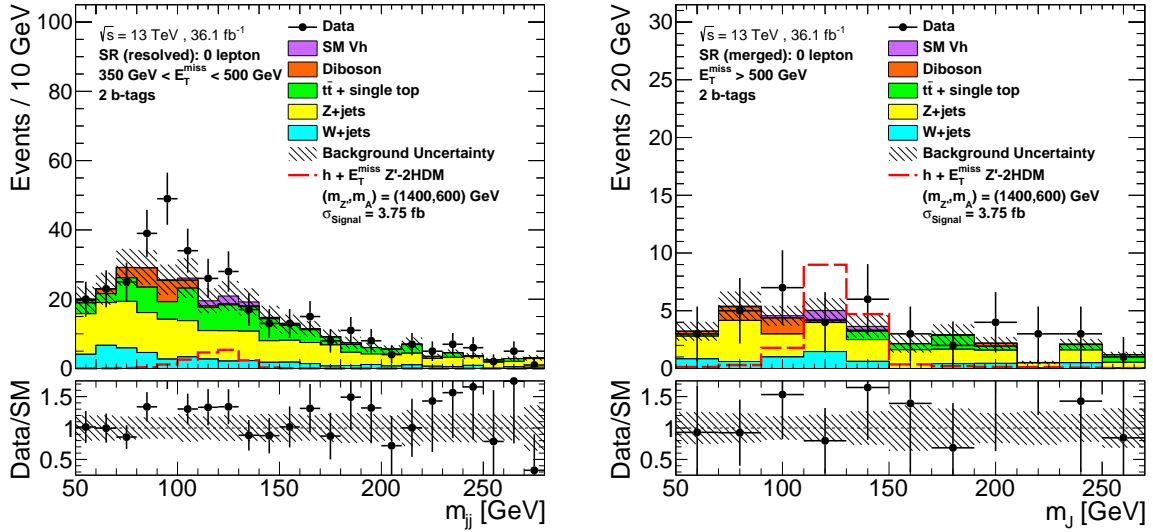 Events / 10 GeV
100
80
60
40
20
0
√s = 13 TeV , 36.1 fb⁻¹
SR (resolved): 0 lepton
350 GeV < E_T^miss < 500 GeV
2 b-tags
Data
SM Vh
Diboson
tt̄ + single top
Z+jets
W+jets
Background Uncertainty
h + E_T^miss Z'-2HDM
(m_Z', m_A) = (1400,600) GeV
σ_Signal = 3.75 fb
Data/SM
1.5
1
0.5
50 100 150 200 250
m_jj [GeV]
Events / 20 GeV
30
25
20
15
10
5
0
√s = 13 TeV , 36.1 fb⁻¹
SR (merged): 0 lepton
E_T^miss > 500 GeV
2 b-tags
Data
SM Vh
Diboson
tt̄ + single top
Z+jets
W+jets
Background Uncertainty
h + E_T^miss Z'-2HDM
(m_Z', m_A) = (1400,600) GeV
σ_Signal = 3.75 fb
Data/SM
1.5
1
0.5
50 100 150 200 250
m_J [GeV]